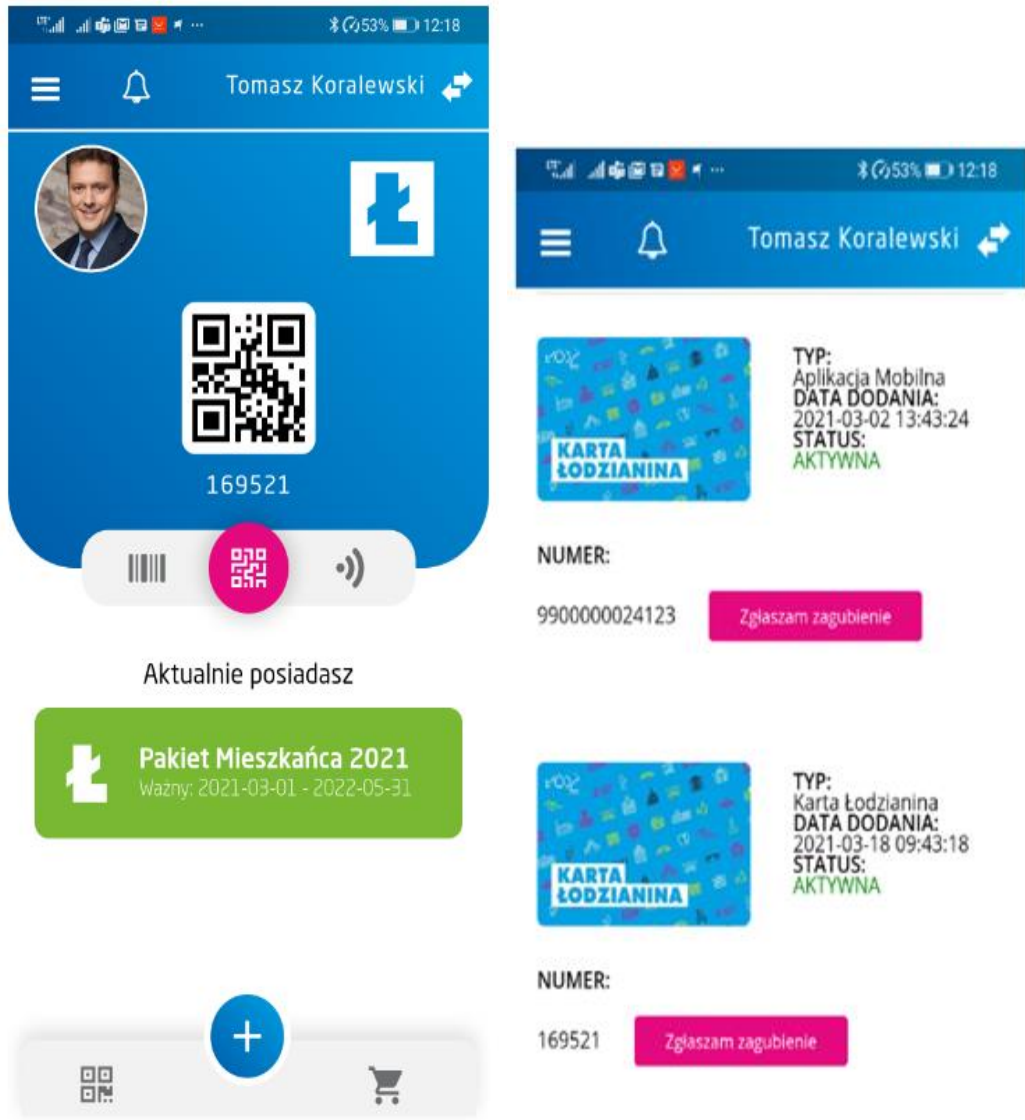 53% 12:18
Tomasz Koralewski
Ł
169521
Aktualnie posiadasz
Ł
Pakiet Mieszkańca 2021
Ważny: 2021-03-01 - 2022-05-31
53% 12:18
Tomasz Koralewski
KARTA
ŁODZIANINA
TYP:
Aplikacja Mobilna
DATA DODANIA:
2021-03-02 13:43:24
STATUS:
AKTYWNA
NUMER:
9900000024123
Zgłaszam zagubienie
KARTA
ŁODZIANINA
TYP:
Karta Łodzianina
DATA DODANIA:
2021-03-18 09:43:18
STATUS:
AKTYWNA
NUMER:
169521
Zgłaszam zagubienie